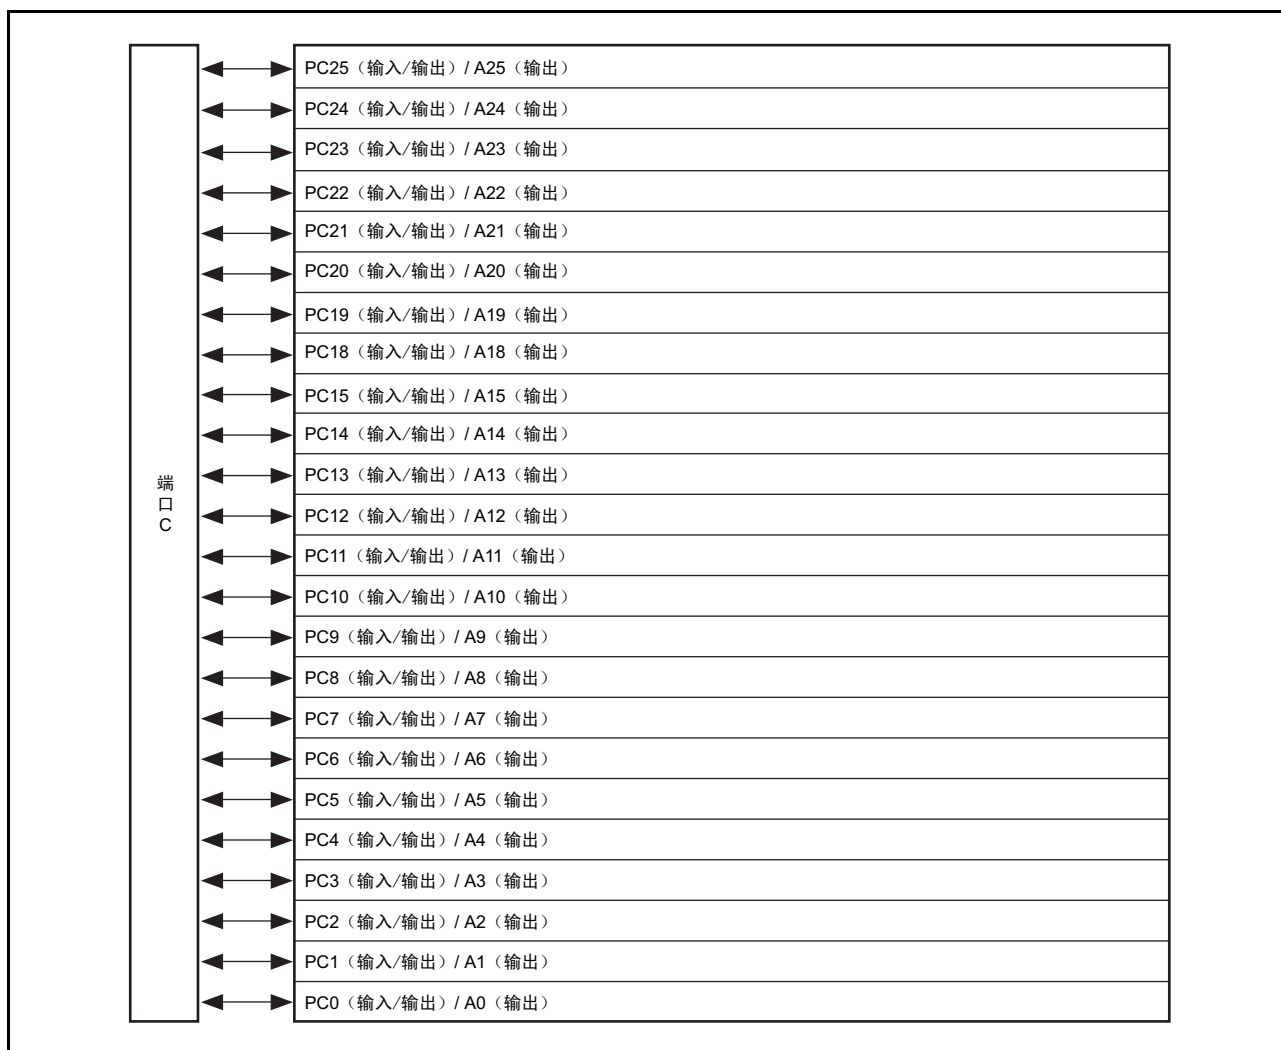 PC25（输入/输出）/ A25（输出）
PC24（输入/输出）/ A24（输出）
PC23（输入/输出）/ A23（输出）
PC22（输入/输出）/ A22（输出）
PC21（输入/输出）/ A21（输出）
PC20（输入/输出）/ A20（输出）
PC19（输入/输出）/ A19（输出）
PC18（输入/输出）/ A18（输出）
PC15（输入/输出）/ A15（输出）
PC14（输入/输出）/ A14（输出）
PC13（输入/输出）/ A13（输出）
PC12（输入/输出）/ A12（输出）
PC11（输入/输出）/ A11（输出）
PC10（输入/输出）/ A10（输出）
PC9（输入/输出）/ A9（输出）
PC8（输入/输出）/ A8（输出）
PC7（输入/输出）/ A7（输出）
PC6（输入/输出）/ A6（输出）
PC5（输入/输出）/ A5（输出）
PC4（输入/输出）/ A4（输出）
PC3（输入/输出）/ A3（输出）
PC2（输入/输出）/ A2（输出）
PC1（输入/输出）/ A1（输出）
PC0（输入/输出）/ A0（输出）
端
口
C